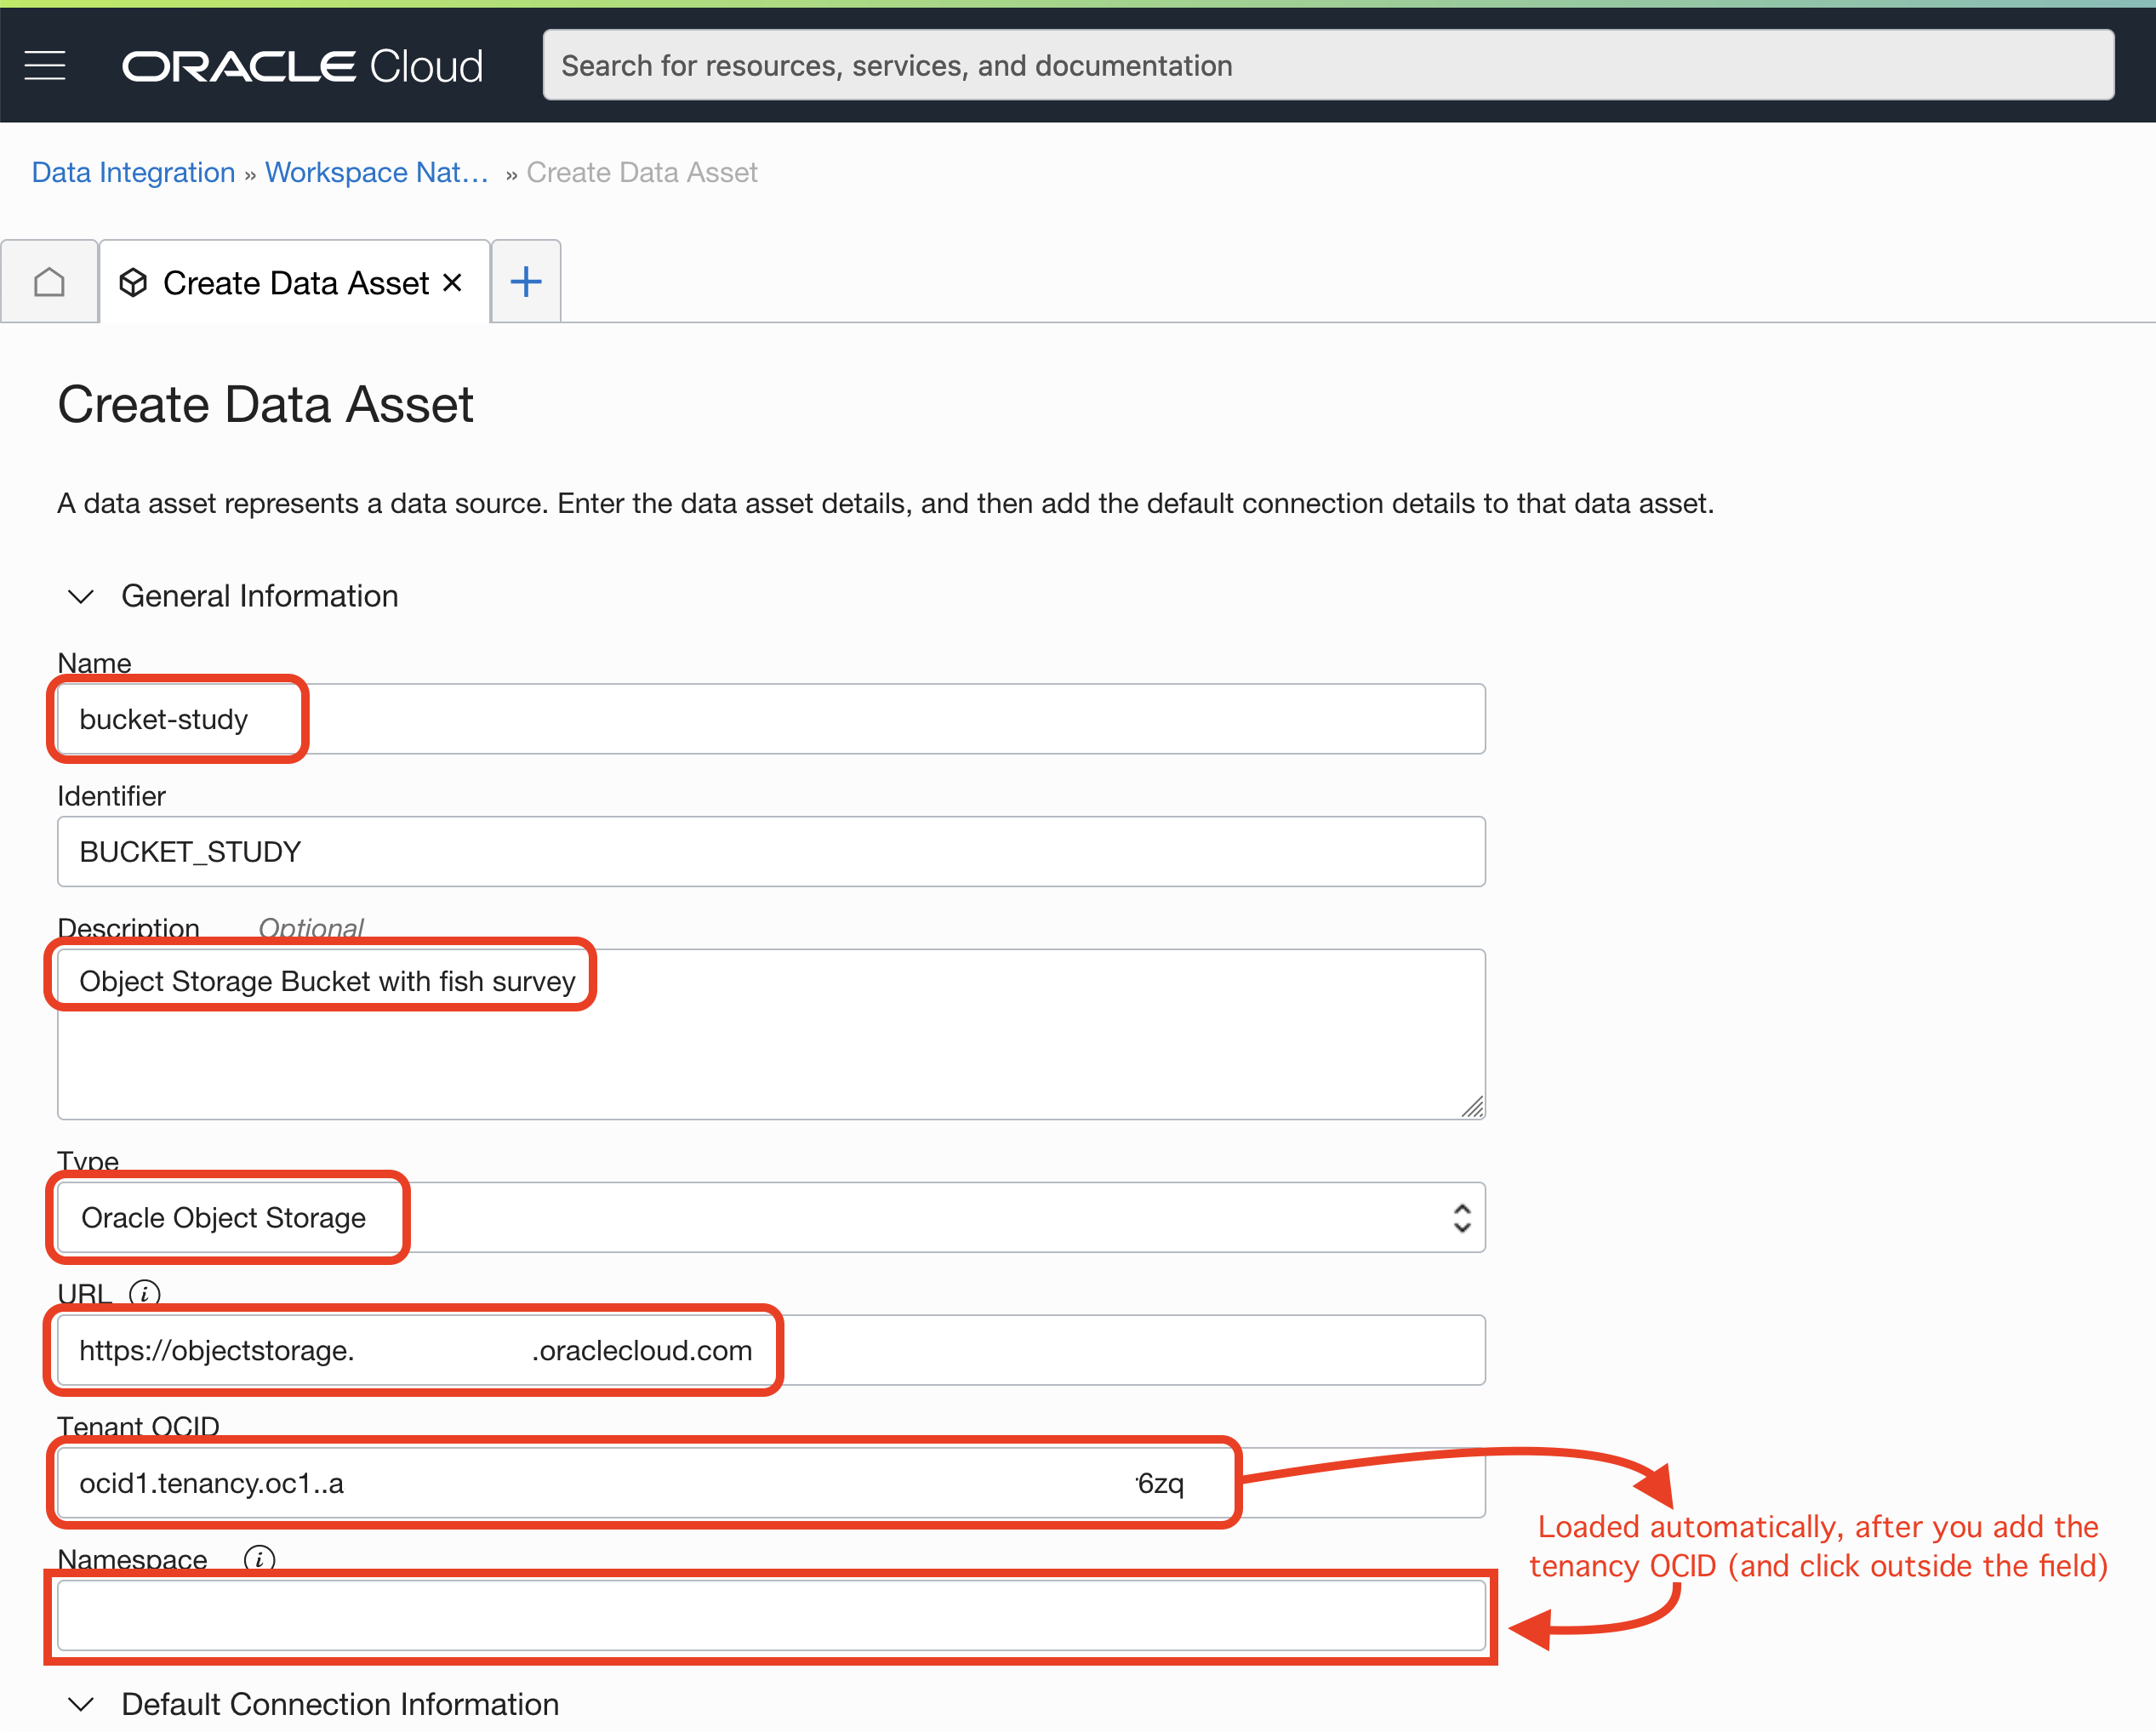 ORACLE Cloud
Search for resources, services, and documentation
Data Integration » Workspace Nat... » Create Data Asset
Create Data Asset
Create Data Asset
A data asset represents a data source. Enter the data asset details, and then add the default connection details to that data asset.
General Information
Name
bucket-study
Identifier
BUCKET_STUDY
Description Optional
Object Storage Bucket with fish survey
Type
Oracle Object Storage
URL i
https://objectstorage. .oraclecloud.com
Tenant OCID
ocid1.tenancy.oc1..a 6zq
Loaded automatically, after you add the
tenancy OCID (and click outside the field)
Namespace i
Default Connection Information